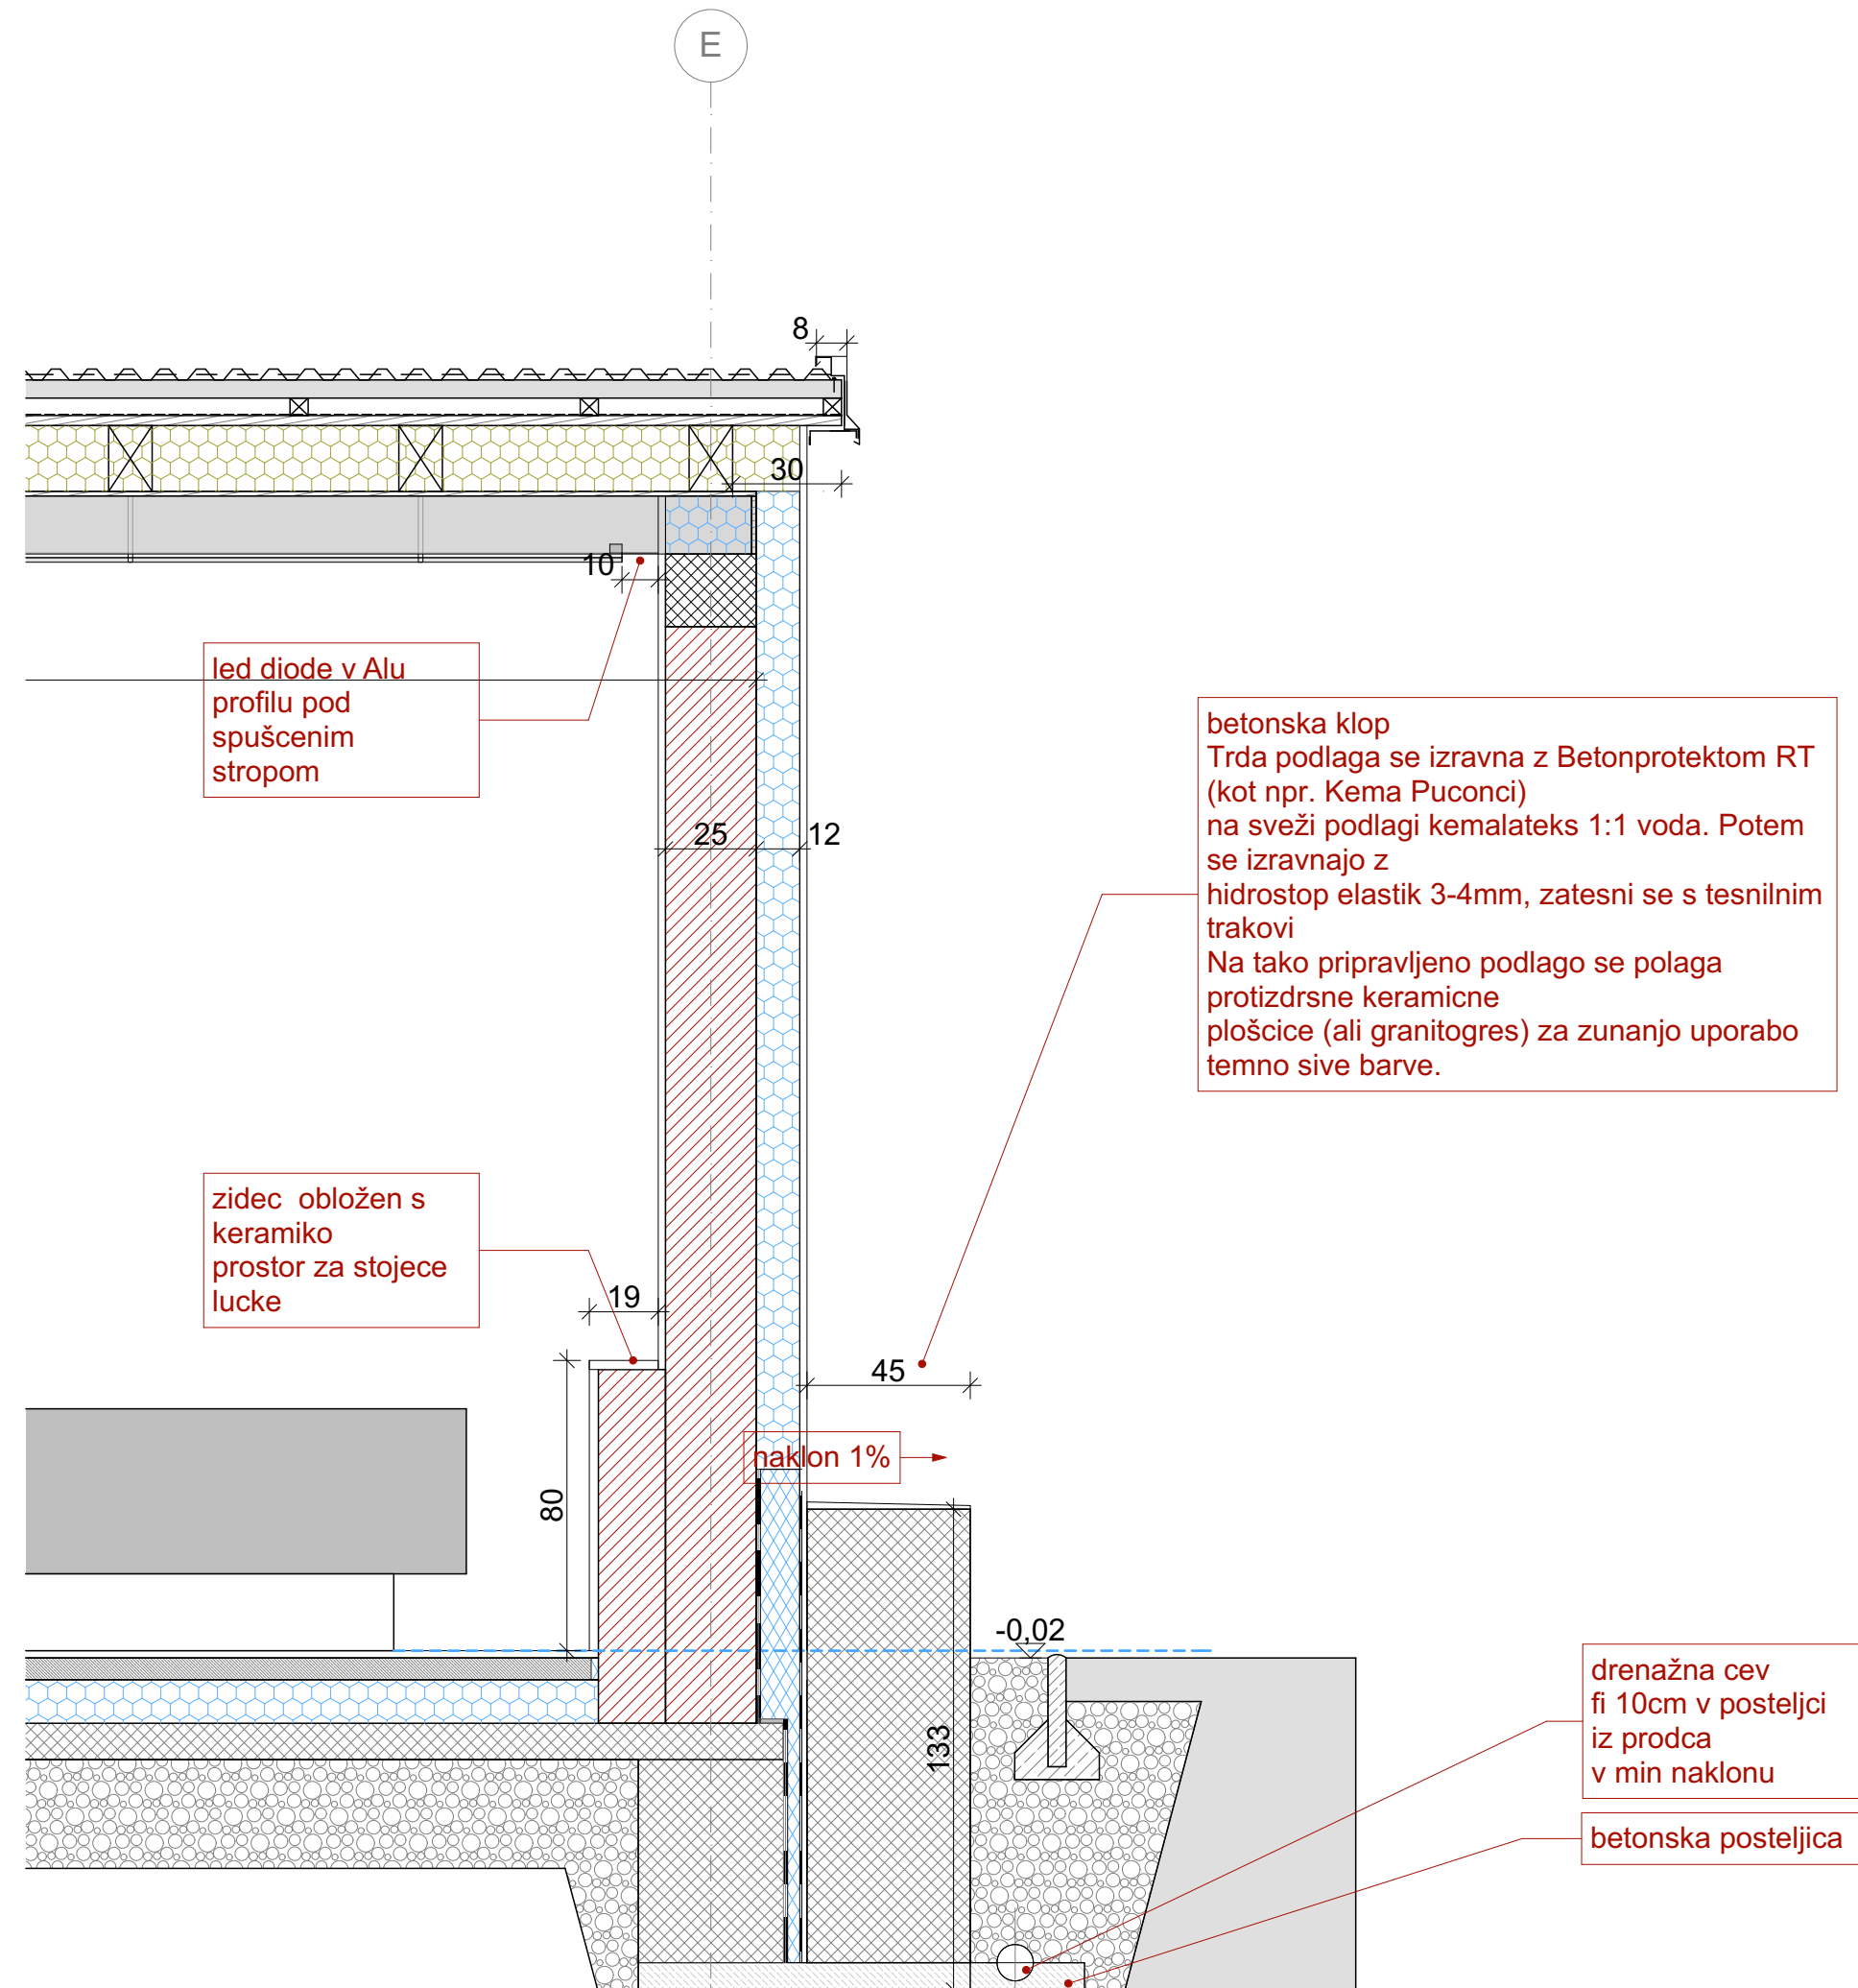 E
8
30
10
led diode v Alu
profilu pod
spušcenim
stropom
25
12
betonska klop
Trda podlaga se izravna z Betonprotektom RT
(kot npr. Kema Puconci)
na sveži podlagi kemalateks 1:1 voda. Potem
se izravnajo z
hidrostop elastik 3-4mm, zatesni se s tesnilnim
trakovi
Na tako pripravljeno podlago se polaga
protizdrsne keramicne
plošcice (ali granitogres) za zunanjo uporabo
temno sive barve.
zidec  obložen s
keramiko
prostor za stojece
lucke
19
45
naklon 1%
80
-0,02
133
drenažna cev
fi 10cm v posteljci
iz prodca
v min naklonu
betonska posteljica